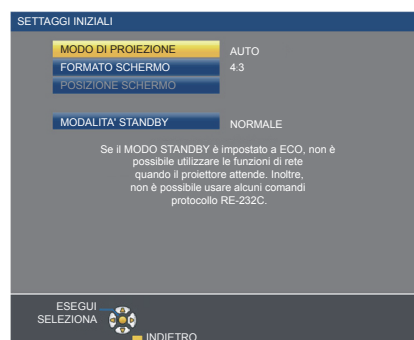 SETTAGGI INIZIALI
MODO DI PROIEZIONE AUTO
FORMATO SCHERMO 4:3
POSIZIONE SCHERMO
MODALITA' STANDBY NORMALE
Se il MODO STANDBY è impostato a ECO, non è
possibile utilizzare le funzioni di rete
quando il proiettore attende. Inoltre,
non è possibile usare alcuni comandi
protocollo RE-232C.
ESEGUI
SELEZIONA
INDIETRO